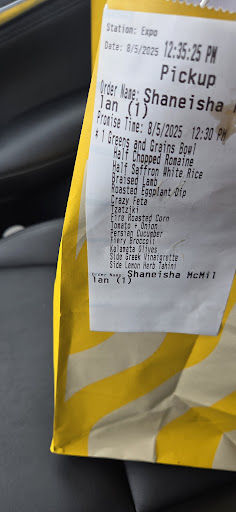 Station: Expo
Date: 8/5/2025 12:35:25 PM
Pickup
Order Name: Shaneisha
lan (1)
Promise Time: 8/5/2025 12:30 PM
# 1 Greens and Grains Bowl
Half Chopped Romaine
Half Saffron White Rice
Braised Lamb
Roasted Eggplant Dip
Crazy Feta
Tzatziki
Fire Roasted Corn
Tomato + Onion
Persian Cucumber
Fiery Broccoli
Kalamata Olives
Side Greek Vinaigrette
Side Lemon Herb Tahini
Order Name: Shaneisha McMil
lan (1)